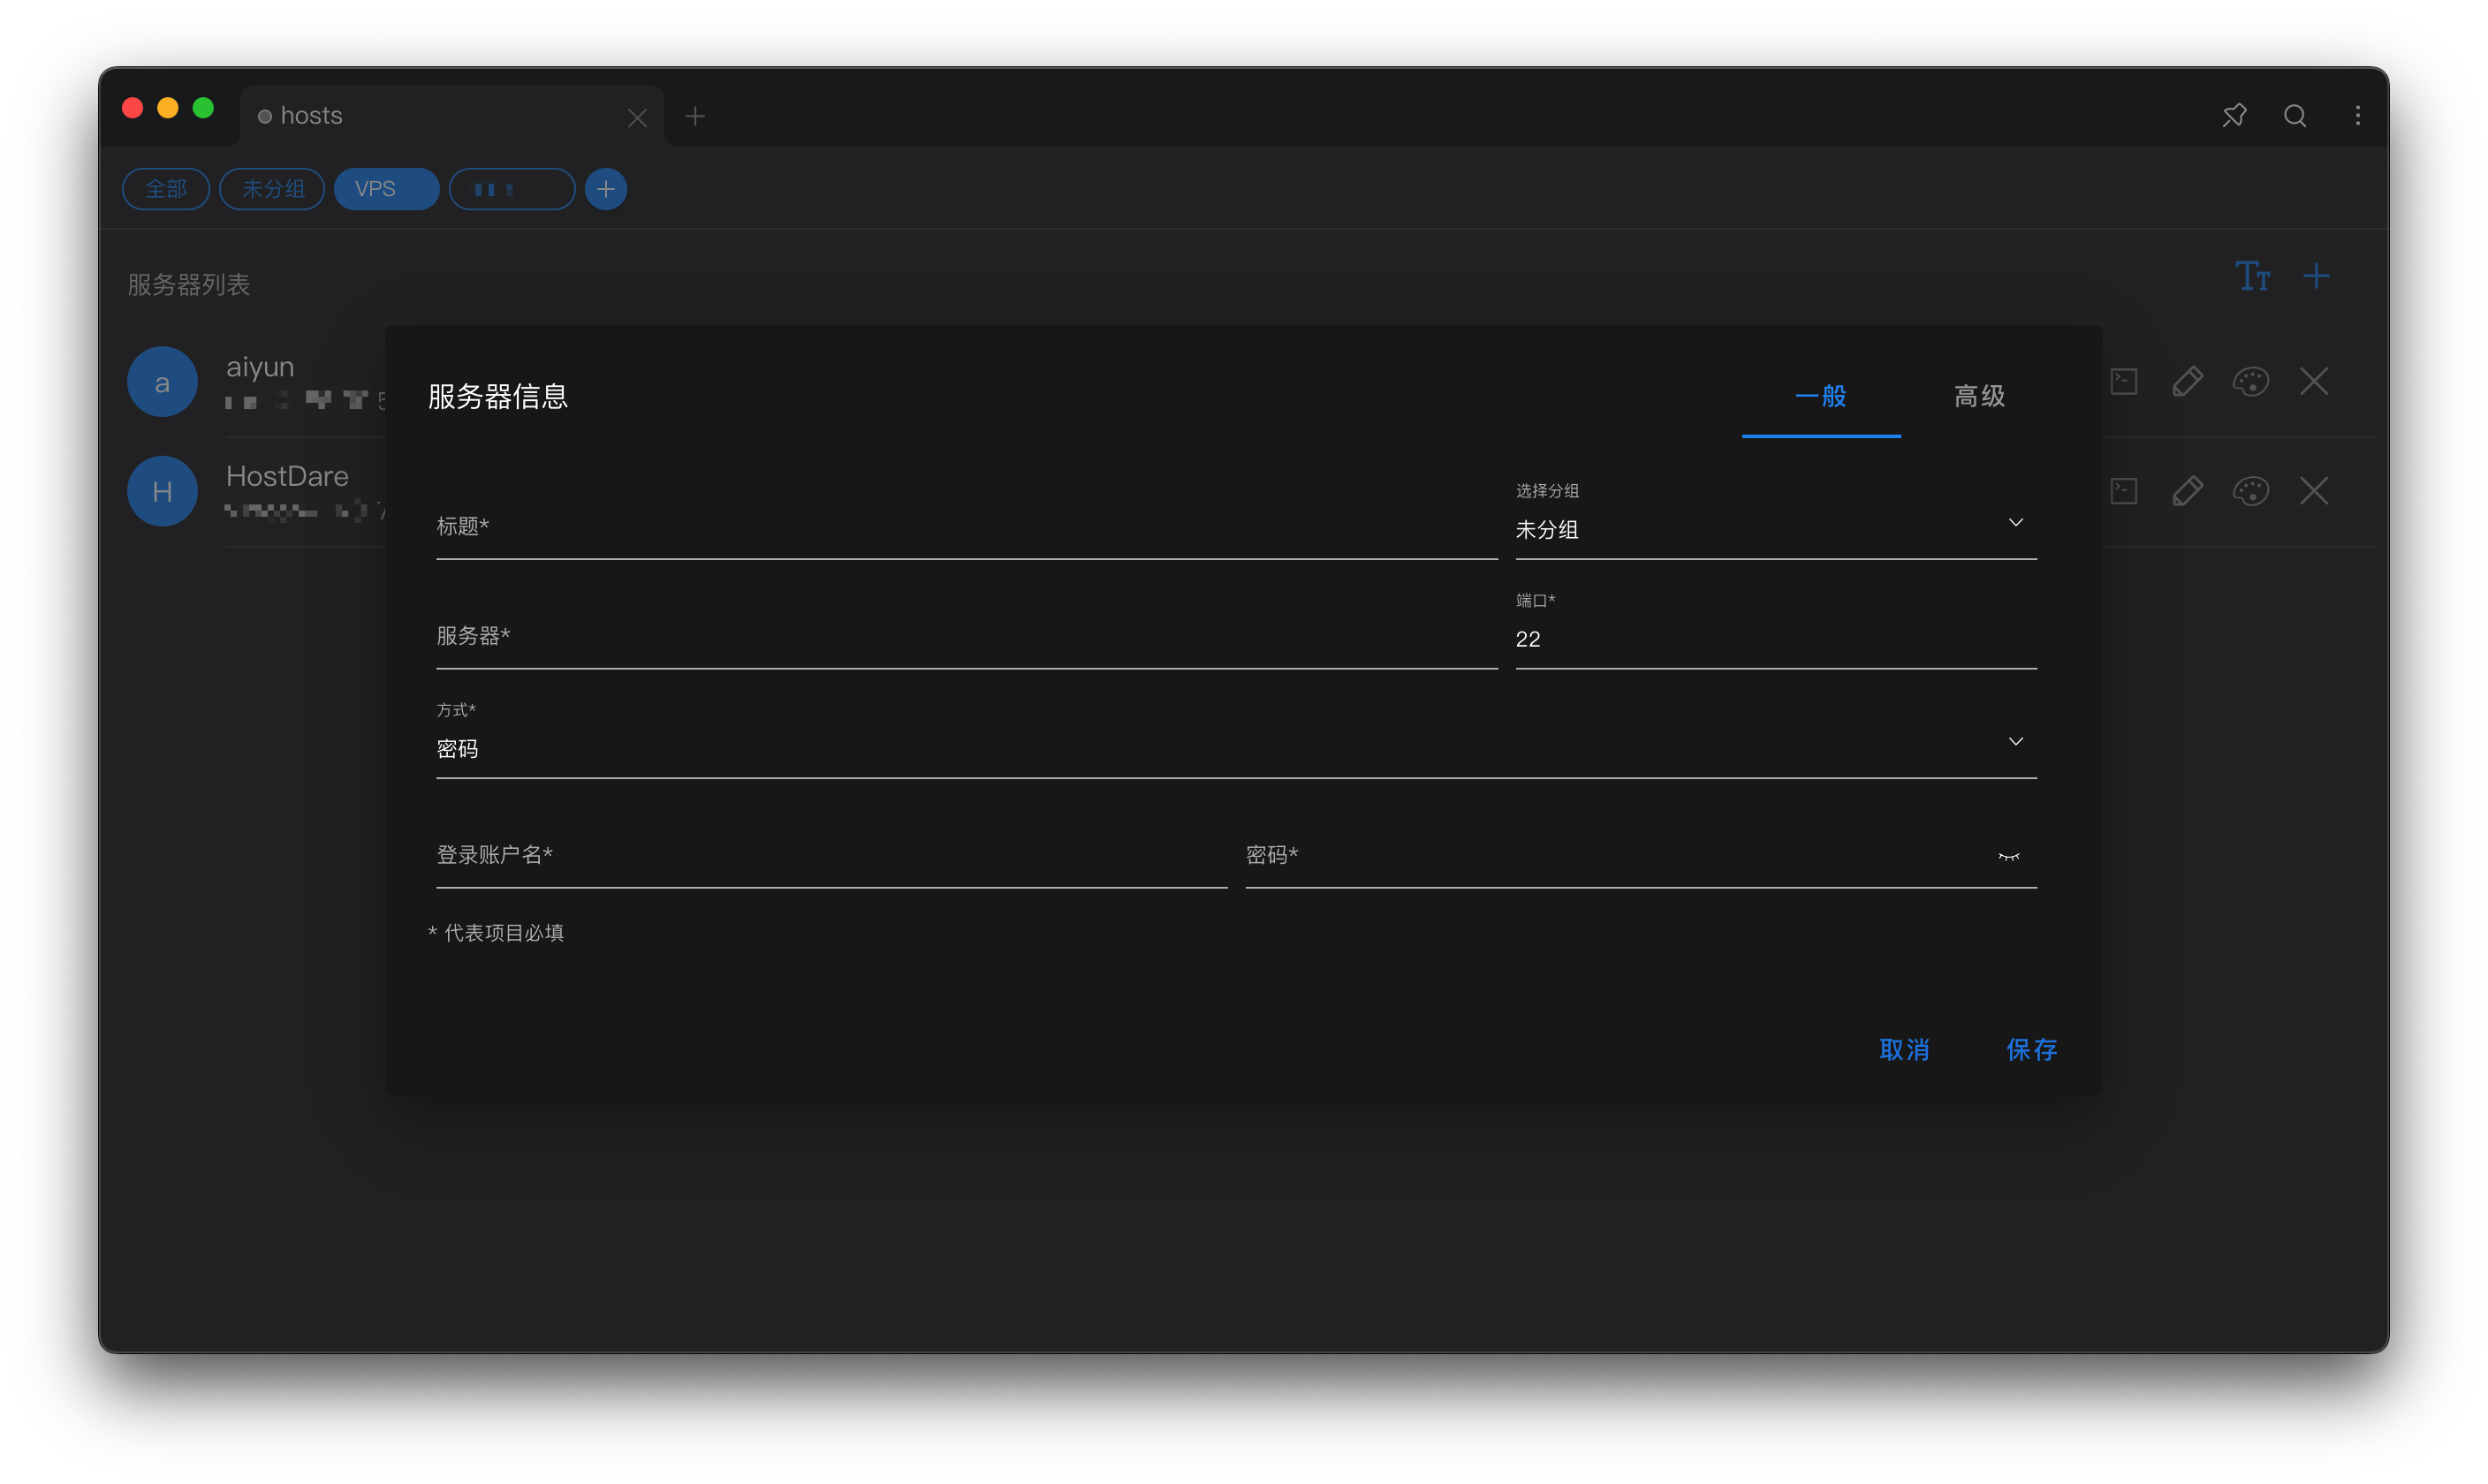 hosts
全部 未分组 VPS
服务器列表
a aiyun
H HostDare
服务器信息 一般 高级
标题* 选择分组
未分组
服务器* 端口*
22
方式*
密码
登录账户名* 密码*
* 代表项目必填
取消 保存